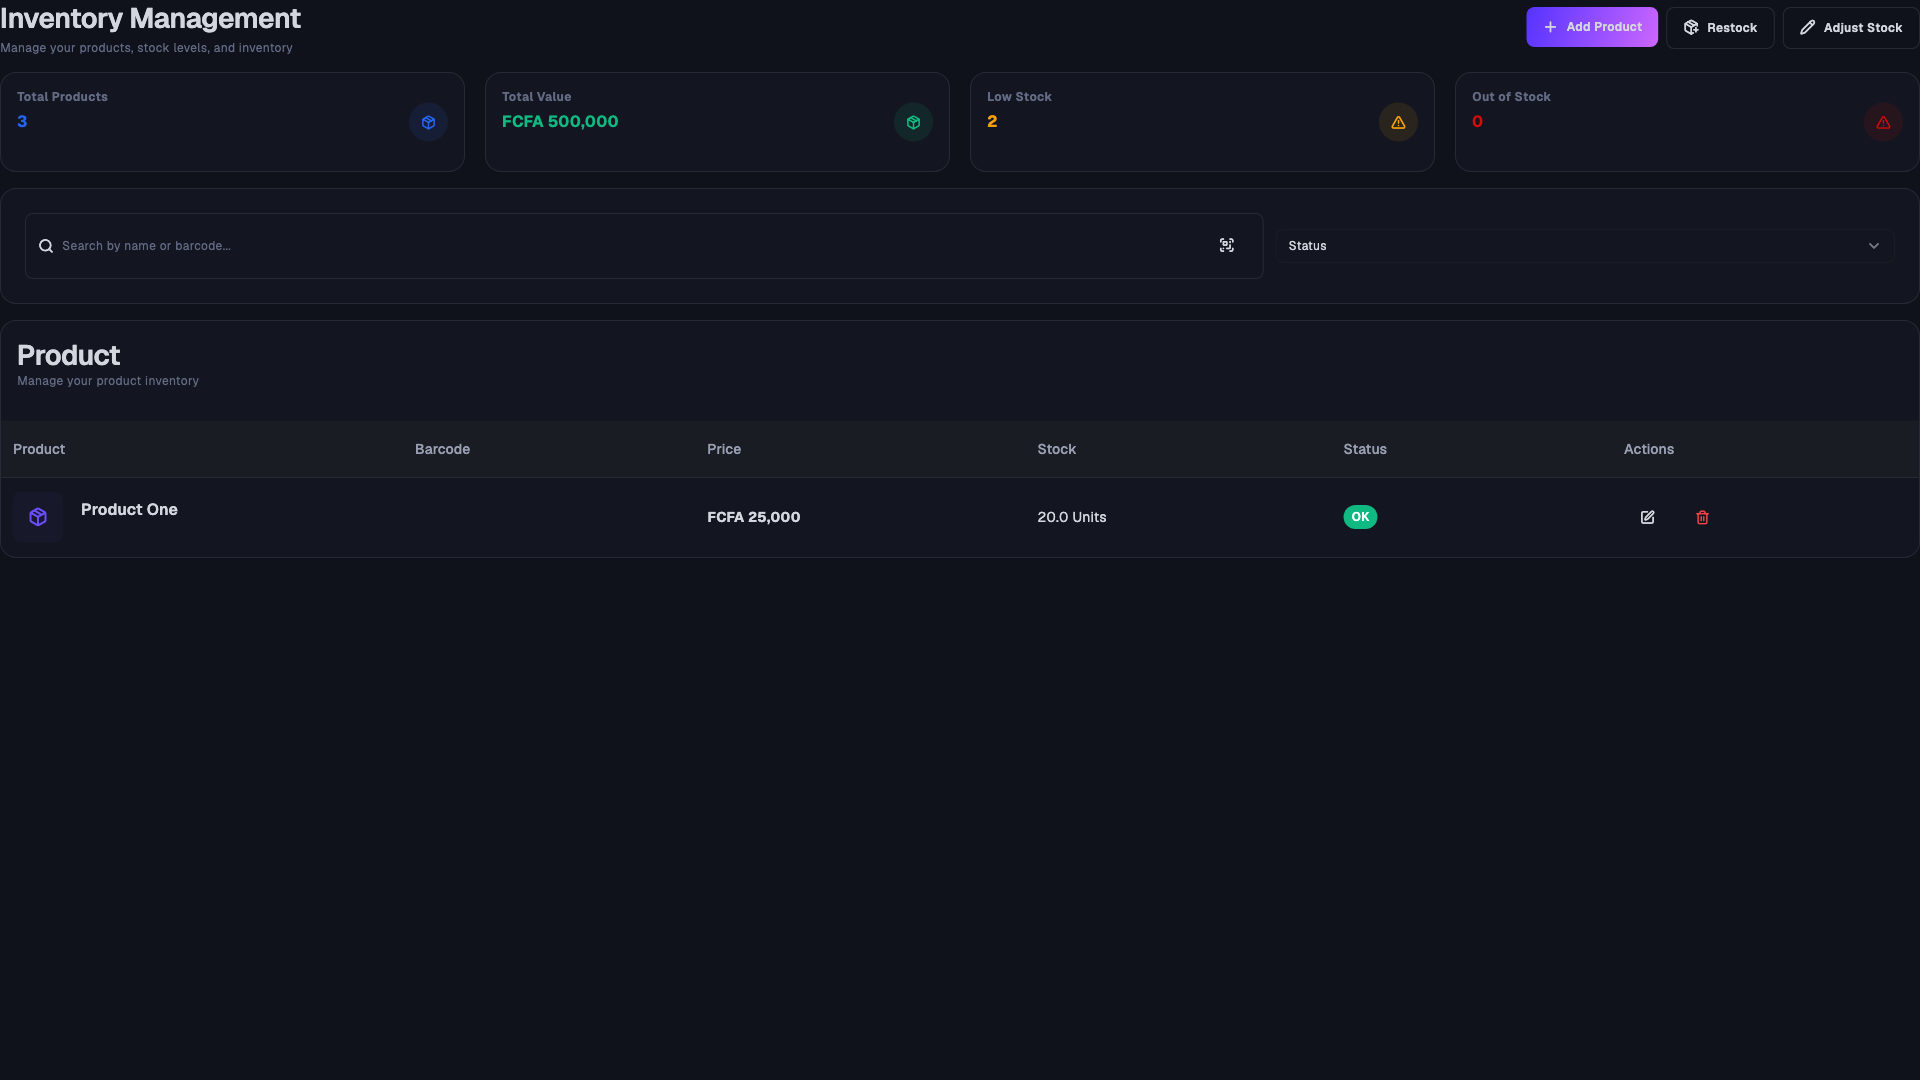 Inventory Management
Manage your products, stock levels, and inventory
Add Product
Restock
Adjust Stock
Total Products
3
Total Value
FCFA 500,000
Low Stock
2
Out of Stock
0
Search by name or barcode...
Status
Product
Manage your product inventory
Product Barcode Price Stock Status Actions
Product One FCFA 25,000 20.0 Units OK